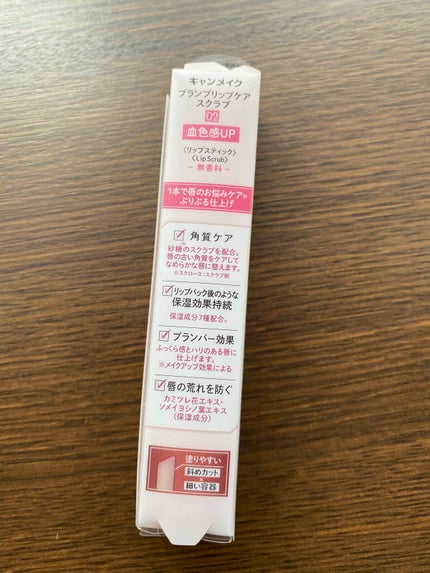 キャンメイク
プランプリップケア
スクラブ
02
血色感UP
〈リップスティック〉
〈Lip Scrub〉
− 無香料 −
1本で唇のお悩みケア&
ぷりぷる仕上げ
角質ケア
砂糖※のスクラブを配合。
唇の古い角質をケアして
なめらかな唇に整えます。
※スクロース:スクラブ剤
リップパック後のような
保湿効果持続
保湿成分7種配合。
プランパー効果
ふっくら感とハリのある唇に
仕上げます。
※メイクアップ効果による
唇の荒れを防ぐ
カミツレ花エキス・
ソメイヨシノ葉エキス
(保湿成分)
塗りやすい
斜めカット
×
細い容器